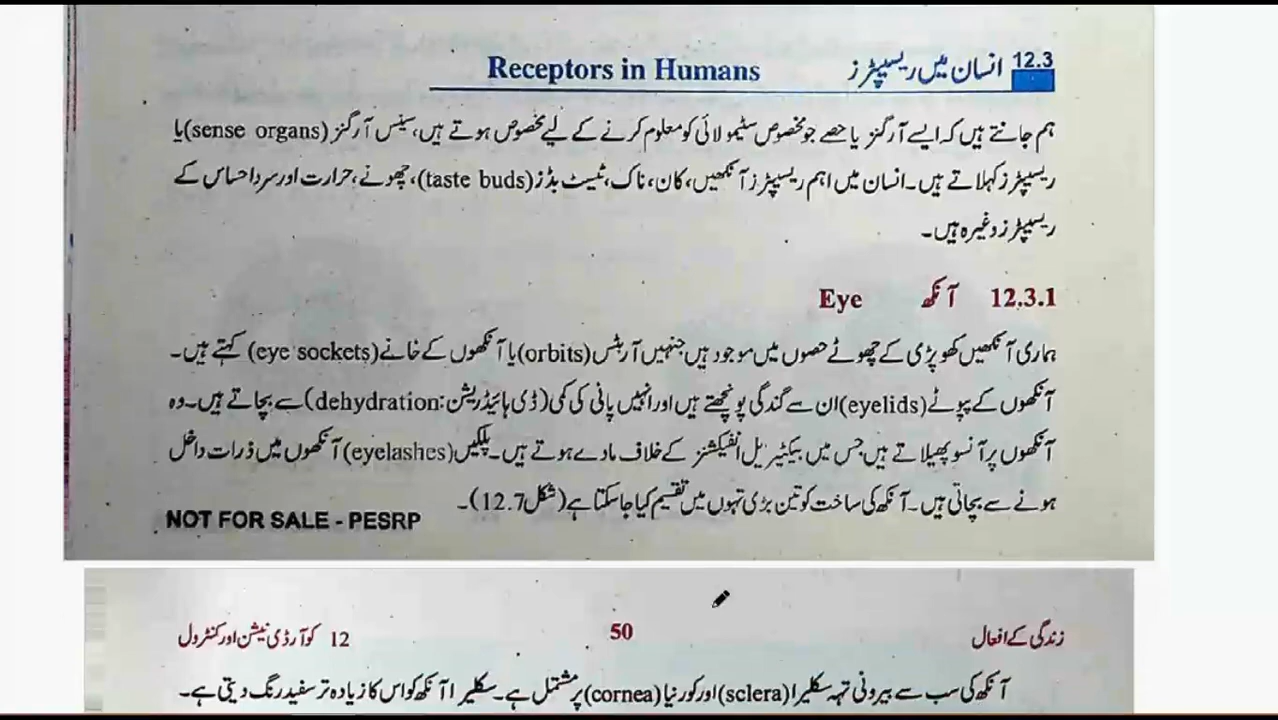 12.3 انسان میں ریسیپٹرز Receptors in Humans
ہم جانتے ہیں کہ ایسے آرگنز یا حصے جو مخصوص سٹیمولائی کو معلوم کرنے کے لیے مخصوص ہوتے ہیں، سینس آرگنز (sense organs) یا
ریسیپٹرز کہلاتے ہیں۔ انسان میں اہم ریسیپٹرز آنکھیں، کان، ناک، ٹیسٹ بڈز (taste buds)، چھونے، حرارت اور سرد احساس کے
ریسیپٹرز وغیرہ ہیں۔
12.3.1 آنکھ Eye
ہماری آنکھیں کھوپڑی کے چھوٹے حصوں میں موجود ہیں جنہیں آربٹس (orbits) یا آنکھوں کے خانے (eye sockets) کہتے ہیں۔
آنکھوں کے پپوٹے (eyelids) ان سے گندگی پونچھتے ہیں اور انہیں پانی کی کمی (ڈی ہائیڈریشن: dehydration) سے بچاتے ہیں۔ وہ
آنکھوں پر آنسو پھیلاتے ہیں جس میں بیکٹیریل انفیکشنز کے خلاف مادے ہوتے ہیں۔ پلکیں (eyelashes) آنکھوں میں ذرات داخل
ہونے سے بچاتی ہیں۔ آنکھ کی ساخت کو تین بڑی تہوں میں تقسیم کیا جا سکتا ہے (شکل 12.7)۔
NOT FOR SALE - PESRP
زندگی کے افعال 50 12 کوآرڈی نیشن اور کنٹرول
آنکھ کی سب سے بیرونی تہہ سکلیرا (sclera) اور کورنیا (cornea) پر مشتمل ہے۔ سکلیرا آنکھ کو اس کا زیادہ تر سفید رنگ دیتی ہے۔